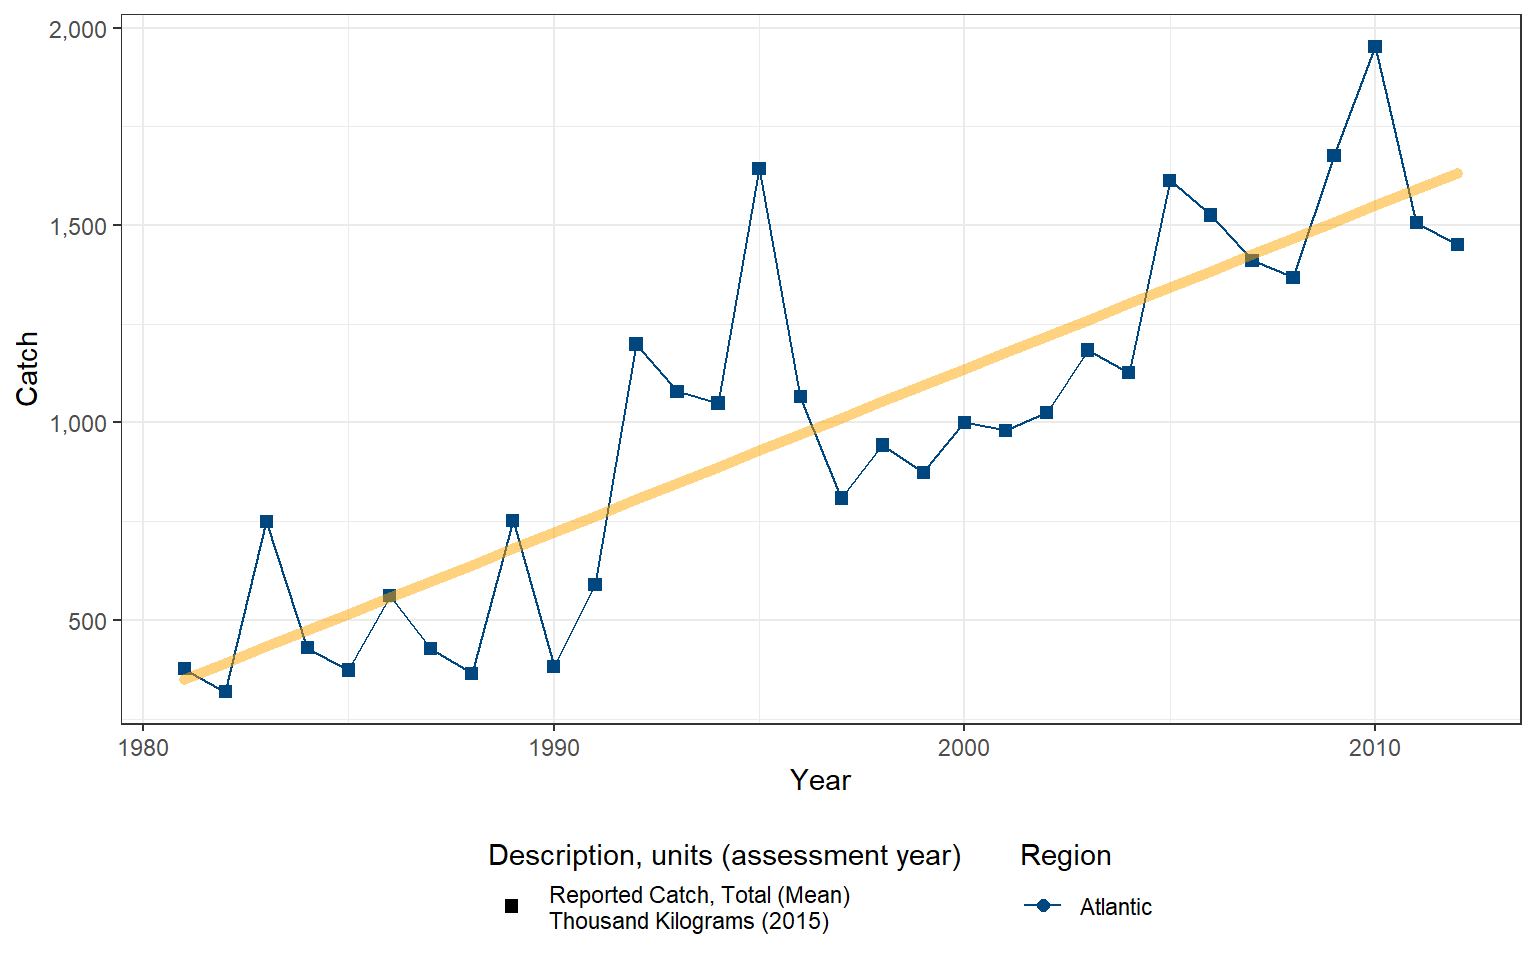 2,000
1,500
1,000
500
Catch
1980 1990 2000 2010
Year
Description, units (assessment year)
Reported Catch, Total (Mean)
Thousand Kilograms (2015)
Region
Atlantic